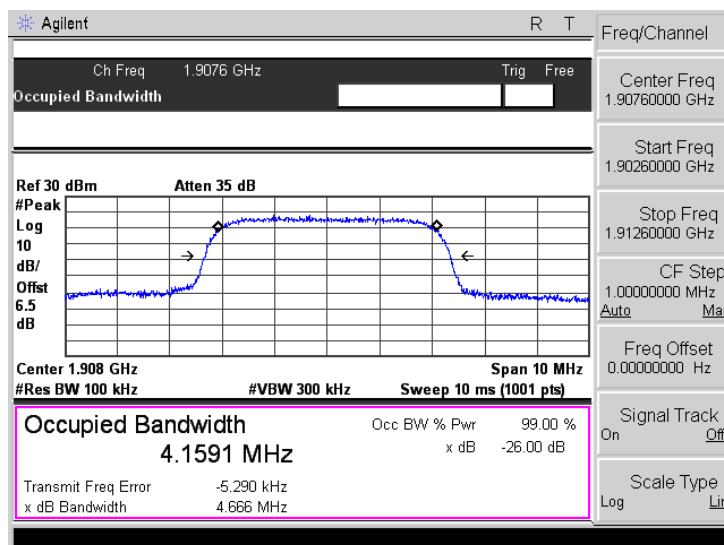 Agilent R T
Freq/Channel
Ch Freq 1.9076 GHz Trig Free
Occupied Bandwidth
Center Freq
1.90760000 GHz
Start Freq
1.90260000 GHz
Stop Freq
1.91260000 GHz
CF Step
1.00000000 MHz
Auto Ma
Freq Offset
0.00000000 Hz
Signal Track
On Off
Scale Type
Log Lin
Ref 30 dBm Atten 35 dB
#Peak
Log
10
dB/
Offst
6.5
dB
Center 1.908 GHz Span 10 MHz
#Res BW 100 kHz #VBW 300 kHz Sweep 10 ms (1001 pts)
Occupied Bandwidth
4.1591 MHz
Occ BW % Pwr 99.00 %
x dB -26.00 dB
Transmit Freq Error -5.290 kHz
x dB Bandwidth 4.666 MHz